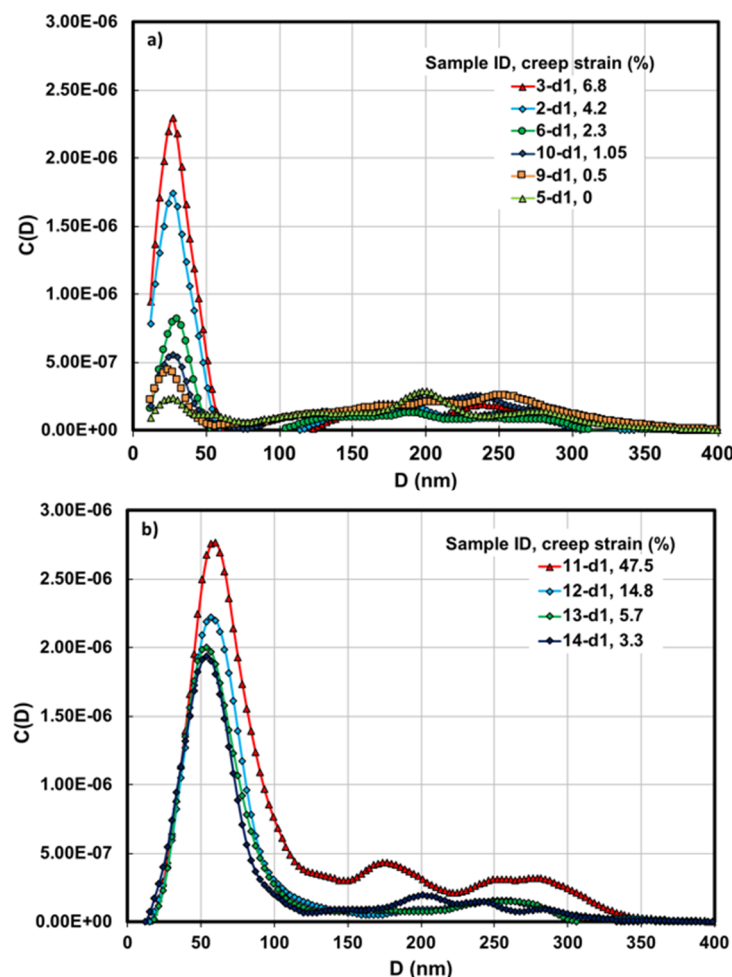 a)
3.00E-06
2.50E-06
2.00E-06
1.50E-06
1.00E-06
5.00E-07
0.00E+00
C(D)
Sample ID, creep strain (%)
3-d1, 6.8
2-d1, 4.2
6-d1, 2.3
10-d1, 1.05
9-d1, 0.5
5-d1, 0
0 50 100 150 200 250 300 350 400
D (nm)
b)
3.00E-06
2.50E-06
2.00E-06
1.50E-06
1.00E-06
5.00E-07
0.00E+00
C(D)
Sample ID, creep strain (%)
11-d1, 47.5
12-d1, 14.8
13-d1, 5.7
14-d1, 3.3
0 50 100 150 200 250 300 350 400
D (nm)